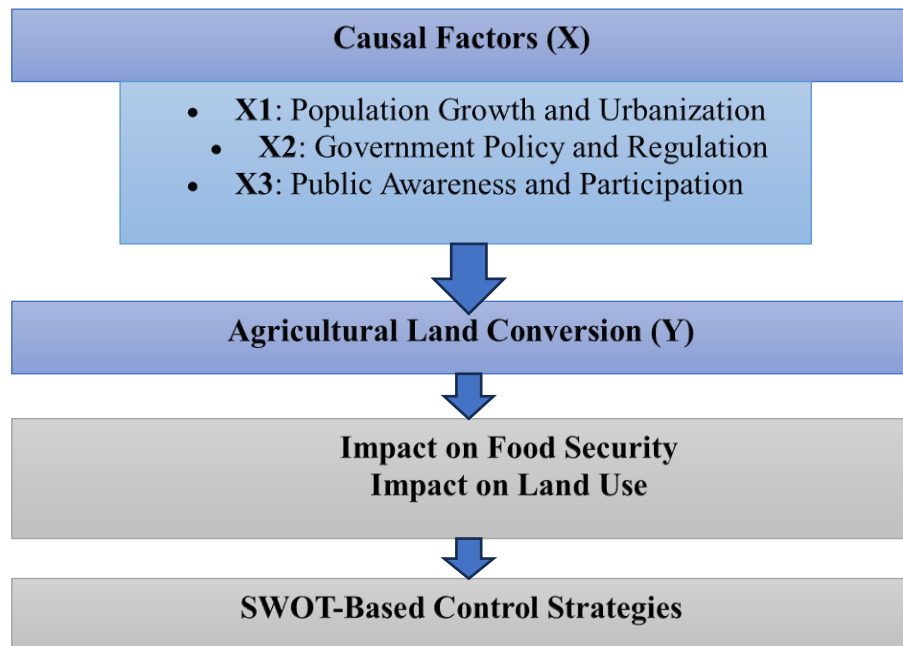 Causal Factors (X)
• X1: Population Growth and Urbanization
• X2: Government Policy and Regulation
• X3: Public Awareness and Participation
Agricultural Land Conversion (Y)
Impact on Food Security
Impact on Land Use
SWOT-Based Control Strategies